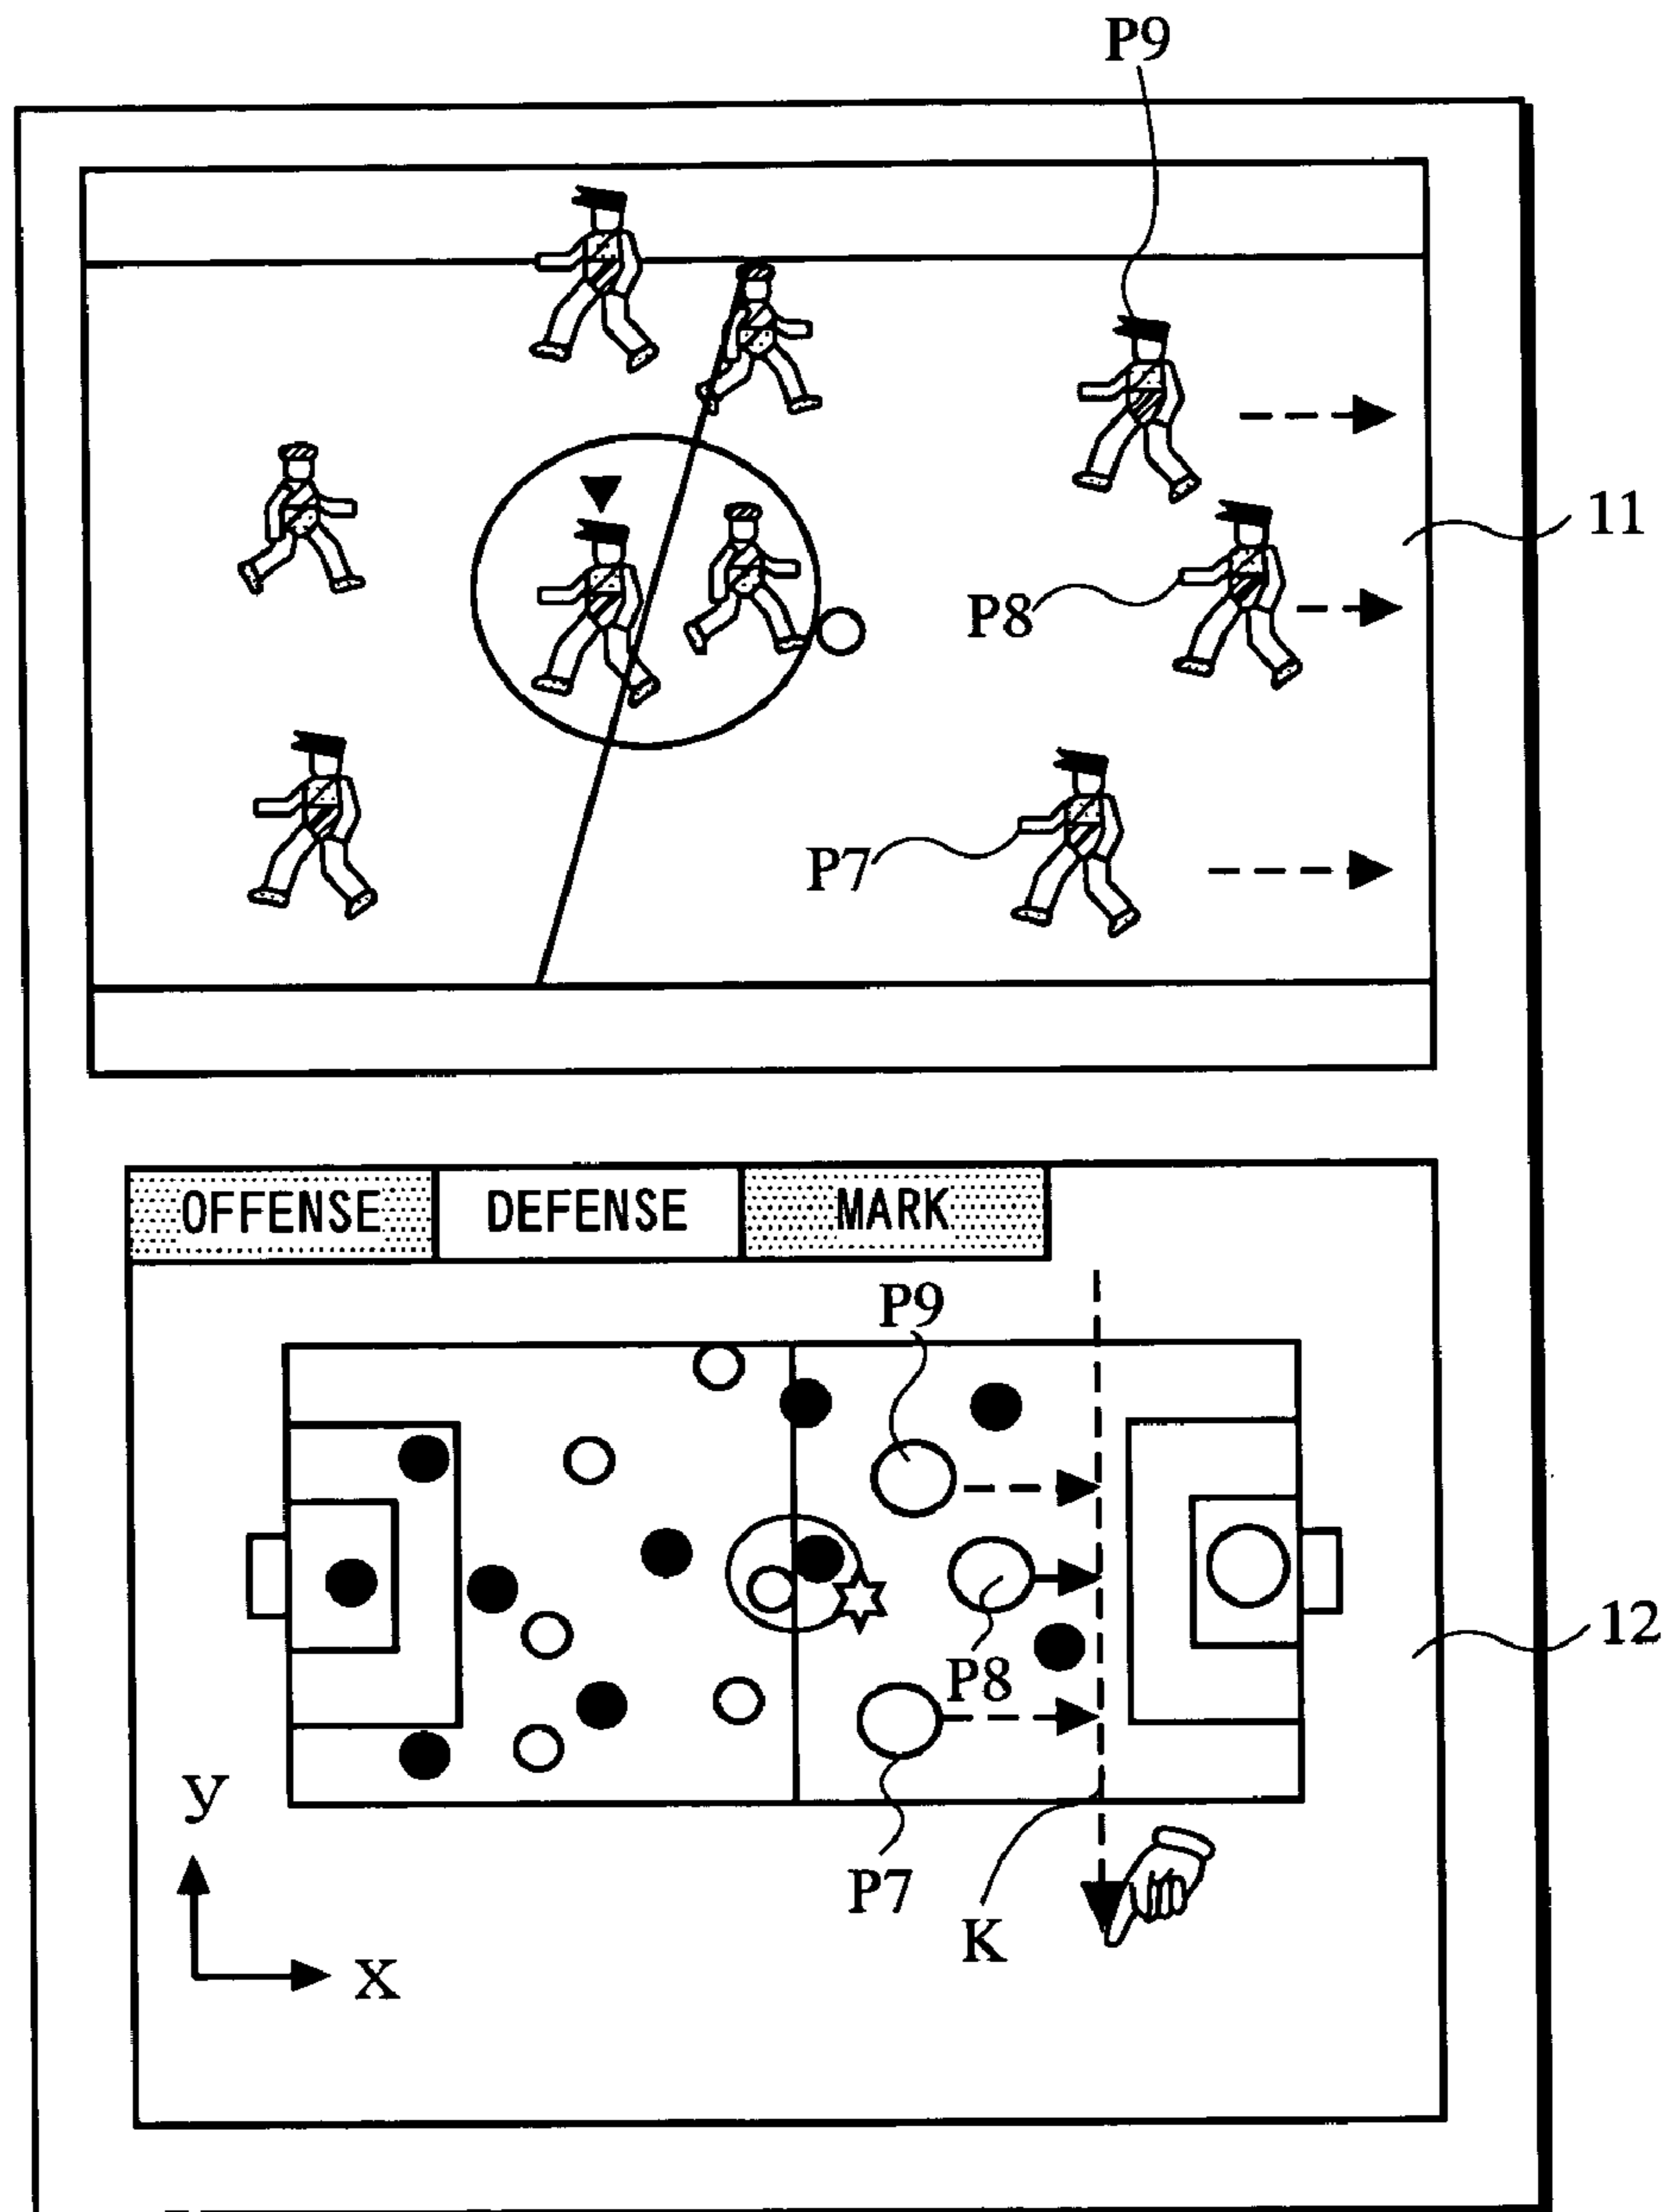 P9
11
P8
P7
OFFENSE DEFENSE MARK
P9
12
P8
y
P7
K
x